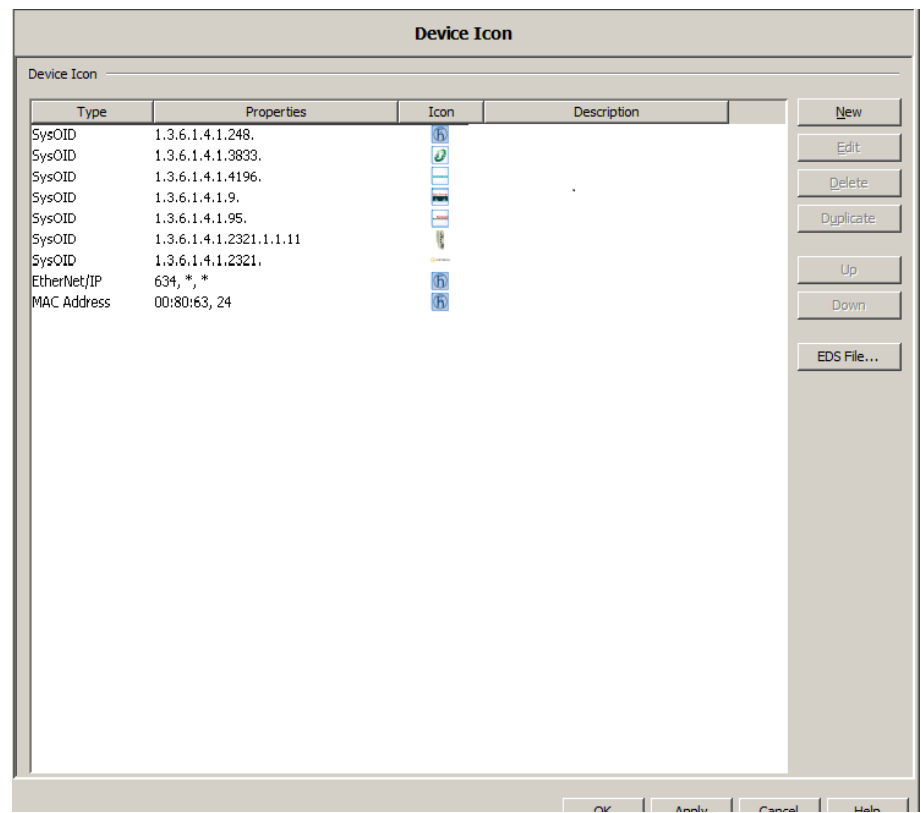 Device Icon
Device Icon
Type Properties Icon Description
New
SysOID 1.3.6.1.4.1.248.
Edit
SysOID 1.3.6.1.4.1.3833.
SysOID 1.3.6.1.4.1.4196.
Delete
SysOID 1.3.6.1.4.1.9.
SysOID 1.3.6.1.4.1.95.
Duplicate
SysOID 1.3.6.1.4.1.2321.1.1.11
SysOID 1.3.6.1.4.1.2321.
Up
EtherNet/IP 634, *, *
MAC Address 00:80:63, 24
Down
EDS File...
OK Apply Cancel Help